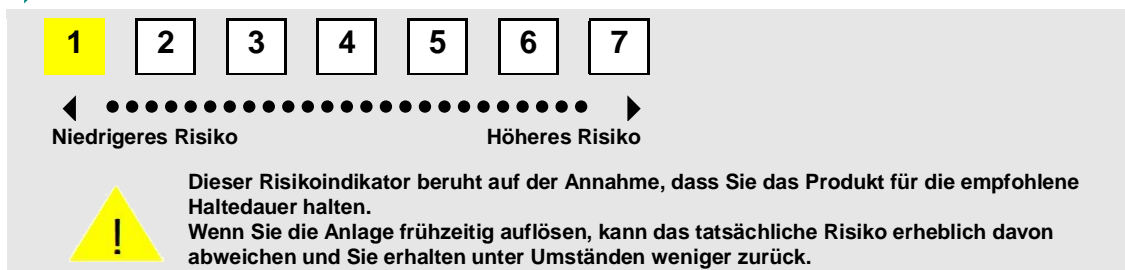 1 2 3 4 5 6 7
Niedrigeres Risiko Höheres Risiko
Dieser Risikoindikator beruht auf der Annahme, dass Sie das Produkt für die empfohlene
Haltedauer halten.
! Wenn Sie die Anlage frühzeitig auflösen, kann das tatsächliche Risiko erheblich davon
abweichen und Sie erhalten unter Umständen weniger zurück.